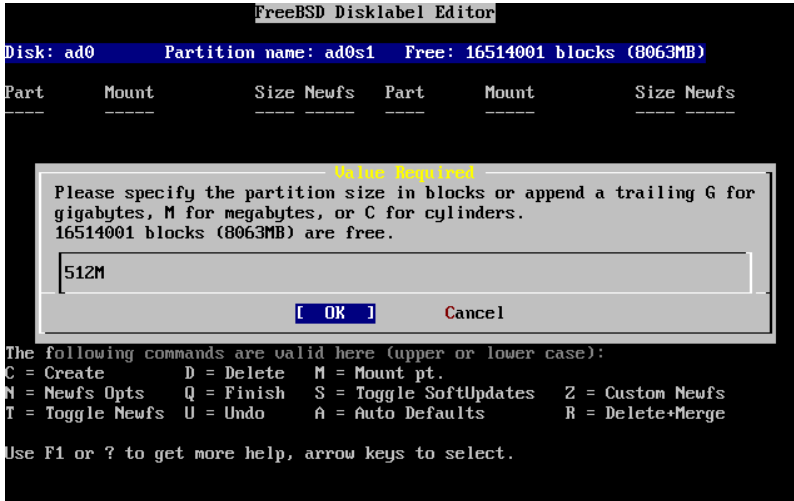 FreeBSD Disklabel Editor
Disk: ad0 Partition name: ad0s1 Free: 16514001 blocks (8063MB)
Part Mount Size Newfs Part Mount Size Newfs
---- ----- ---- ----- ---- ----- ---- -----
Value Required
Please specify the partition size in blocks or append a trailing G for
gigabytes, M for megabytes, or C for cylinders.
16514001 blocks (8063MB) are free.
512M
[ OK ] Cancel
The following commands are valid here (upper or lower case):
C = Create D = Delete M = Mount pt.
N = Newfs Opts Q = Finish S = Toggle SoftUpdates Z = Custom Newfs
T = Toggle Newfs U = Undo A = Auto Defaults R = Delete+Merge
Use F1 or ? to get more help, arrow keys to select.